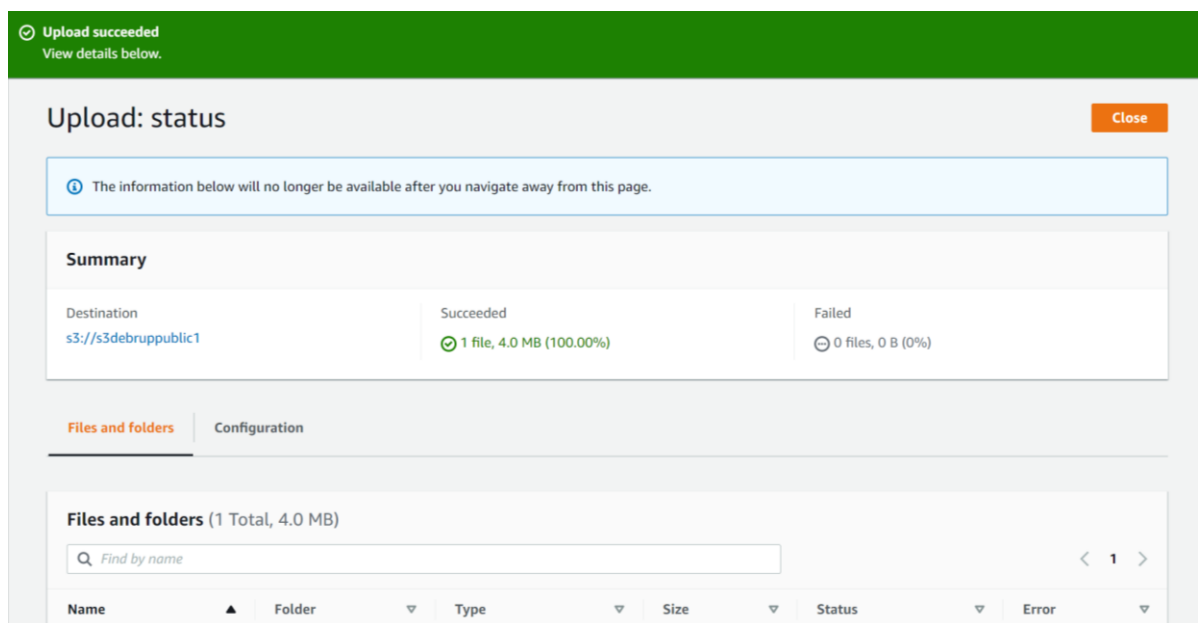 Upload succeeded
View details below.
Upload: status
Close
The information below will no longer be available after you navigate away from this page.
Summary
Destination
s3://s3debruppublic1
Succeeded
1 file, 4.0 MB (100.00%)
Failed
0 files, 0 B (0%)
Files and folders
Configuration
Files and folders (1 Total, 4.0 MB)
Find by name
1
Name Folder Type Size Status Error